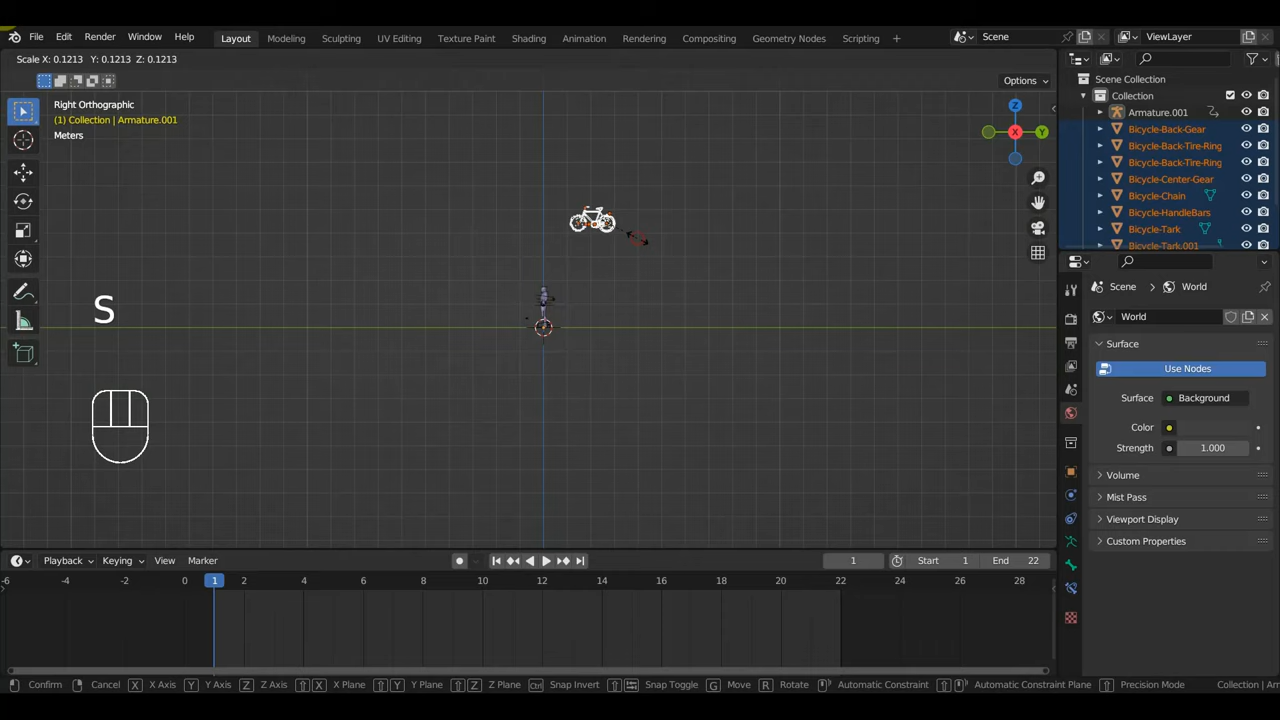 File Edit Render Window Help Layout Modeling Sculpting UV Editing Texture Paint Shading Animation Rendering Compositing Geometry Nodes Scripting + Scene ViewLayer
Scale X: 0.1213 Y: 0.1213 Z: 0.1213
Options
Right Orthographic
(1) Collection | Armature.001
Meters
Z
X
Y
S
Scene Collection
Collection
Armature.001
Bicycle-Back-Gear
Bicycle-Back-Tire-Ring
Bicycle-Back-Tire-Ring
Bicycle-Center-Gear
Bicycle-Chain
Bicycle-HandleBars
Bicycle-Tark
Bicycle-Tark.001
Scene > World
World
Surface
Use Nodes
Surface Background
Color
Strength 1.000
Volume
Mist Pass
Viewport Display
Custom Properties
Playback Keying View Marker 1 Start 1 End 22
-6 -4 -2 0 1 2 4 6 8 10 12 14 16 18 20 22 24 26 28
Confirm Cancel X X Axis Y Y Axis Z Z Axis X X Plane Y Y Plane Z Z Plane Ctrl Snap Invert Snap Toggle G Move R Rotate Automatic Constraint Automatic Constraint Plane Precision Mode Collection | Arm